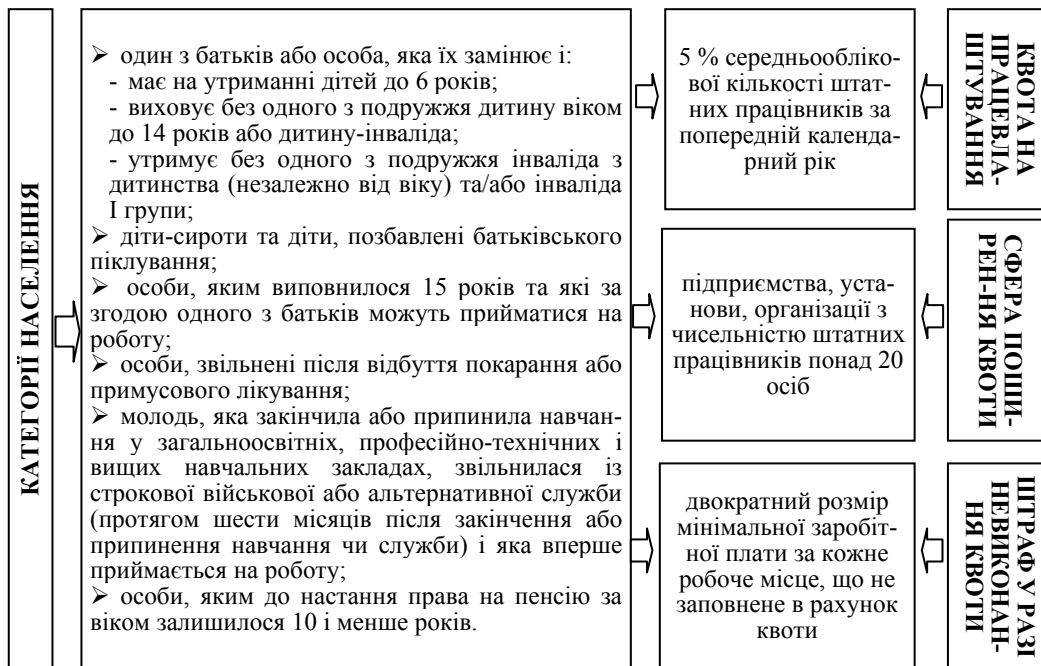 КАТЕГОРІЇ НАСЕЛЕННЯ
➢ один з батьків або особа, яка їх замінює і:
- має на утриманні дітей до 6 років;
- виховує без одного з подружжя дитину віком
до 14 років або дитину-інваліда;
- утримує без одного з подружжя інваліда з
дитинства (незалежно від віку) та/або інваліда
І групи;
➢ діти-сироти та діти, позбавлені батьківського
піклування;
➢ особи, яким виповнилося 15 років та які за
згодою одного з батьків можуть прийматися на
роботу;
➢ особи, звільнені після відбуття покарання або
примусового лікування;
➢ молодь, яка закінчила або припинила навчан-
ня у загальноосвітніх, професійно-технічних і
вищих навчальних закладах, звільнилася із
строкової військової або альтернативної служби
(протягом шести місяців після закінчення або
припинення навчання чи служби) і яка вперше
приймається на роботу;
➢ особи, яким до настання права на пенсію за
віком залишилося 10 і менше років.
5 % середньообліко-
вої кількості штат-
них працівників за
попередній календа-
рний рік
КВОТА НА
ПРАЦЕВЛА-
ШТУВАННЯ
підприємства, уста-
нови, організації з
чисельністю штатних
працівників понад 20
осіб
СФЕРА ПОШИ-
РЕН-НЯ КВОТИ
двократний розмір
мінімальної заробіт-
ної плати за кожне
робоче місце, що не
заповнене в рахунок
квоти
ШТРАФ У РАЗІ
НЕВИКОНАН-
НЯ КВОТИ